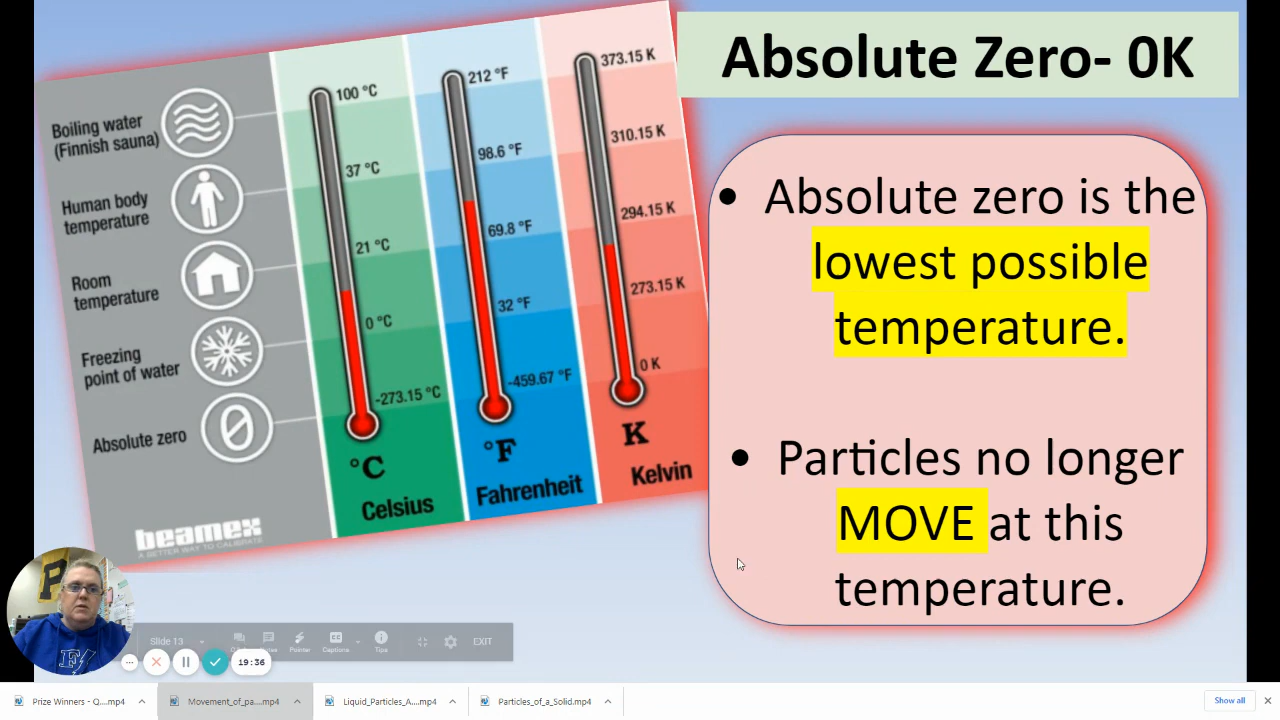 Absolute Zero- 0K
Boiling water
(Finnish sauna)
Human body
temperature
Room
temperature
Freezing
point of water
Absolute zero
100 °C
37 °C
21 °C
0 °C
-273.15 °C
°C
Celsius
212 °F
98.6 °F
69.8 °F
32 °F
-459.67 °F
°F
Fahrenheit
373.15 K
310.15 K
294.15 K
273.15 K
0 K
K
Kelvin
beamex
A BETTER WAY TO CALIBRATE
• Absolute zero is the
lowest possible
temperature.
• Particles no longer
MOVE at this
temperature.
P
Slide 13
Pointer
Captions
Tips
EXIT
19:36
Prize Winners - Q....mp4
Movement_of_pa....mp4
Liquid_Particles_A....mp4
Particles_of_a_Solid.mp4
Show all